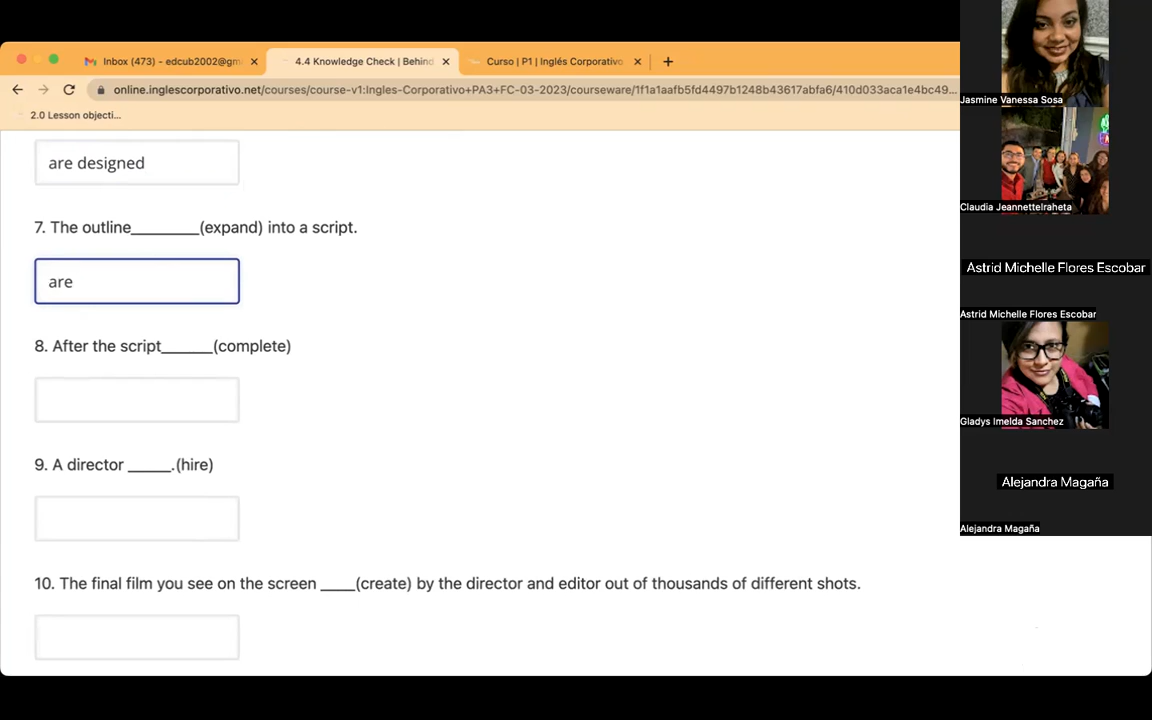 Jasmine Vanessa Sosa
Inbox (473) - edcub2002@gm
4.4 Knowledge Check | Behind
Curso | P1 | Inglés Corporativo
online.inglescorporativo.net/courses/course-v1:Ingles-Corporativo+PA3+FC-03-2023/courseware/1f1a1aafb5fd4497b1248b43617abfa6/410d033aca1e4bc49...
2.0 Lesson objecti...
are designed
7. The outline________(expand) into a script.
are
8. After the script______(complete)
9. A director _____.(hire)
10. The final film you see on the screen ____(create) by the director and editor out of thousands of different shots.
Claudia JeannetteIraheta
Astrid Michelle Flores Escobar
Astrid Michelle Flores Escobar
Gladys Imelda Sanchez
Alejandra Magaña
Alejandra Magaña